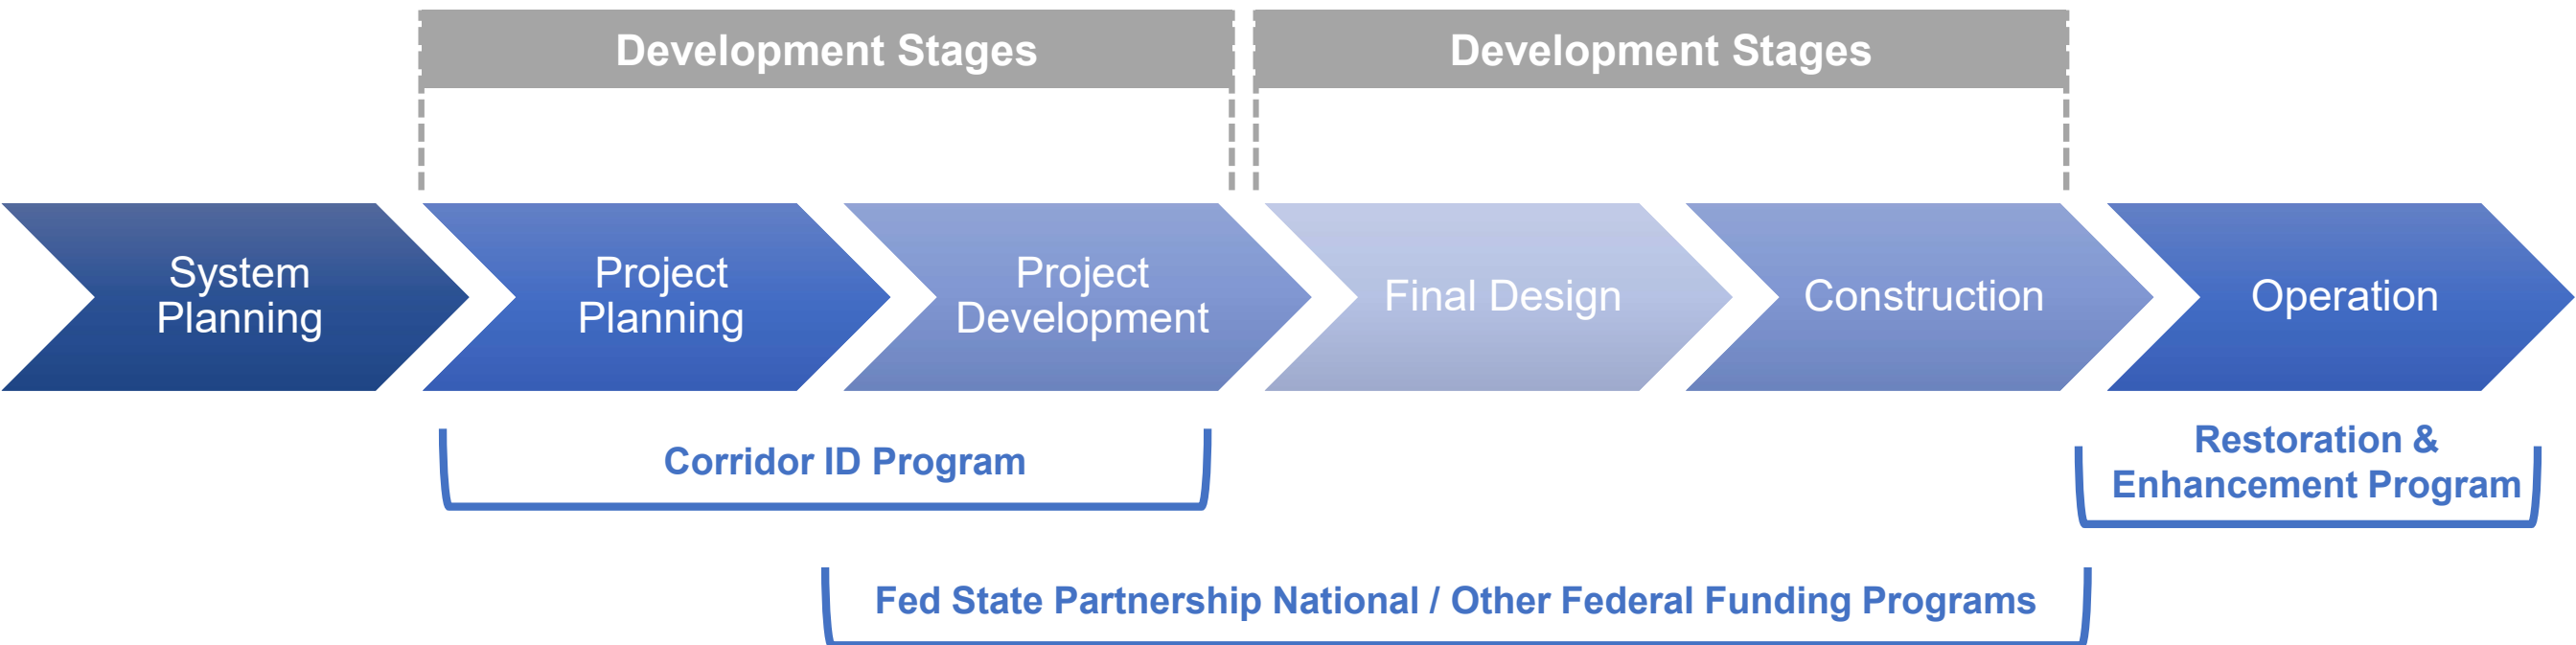 Development Stages
Development Stages
System
Planning
Project
Planning
Project
Development
Final Design
Construction
Operation
Corridor ID Program
Restoration &
Enhancement Program
Fed State Partnership National / Other Federal Funding Programs